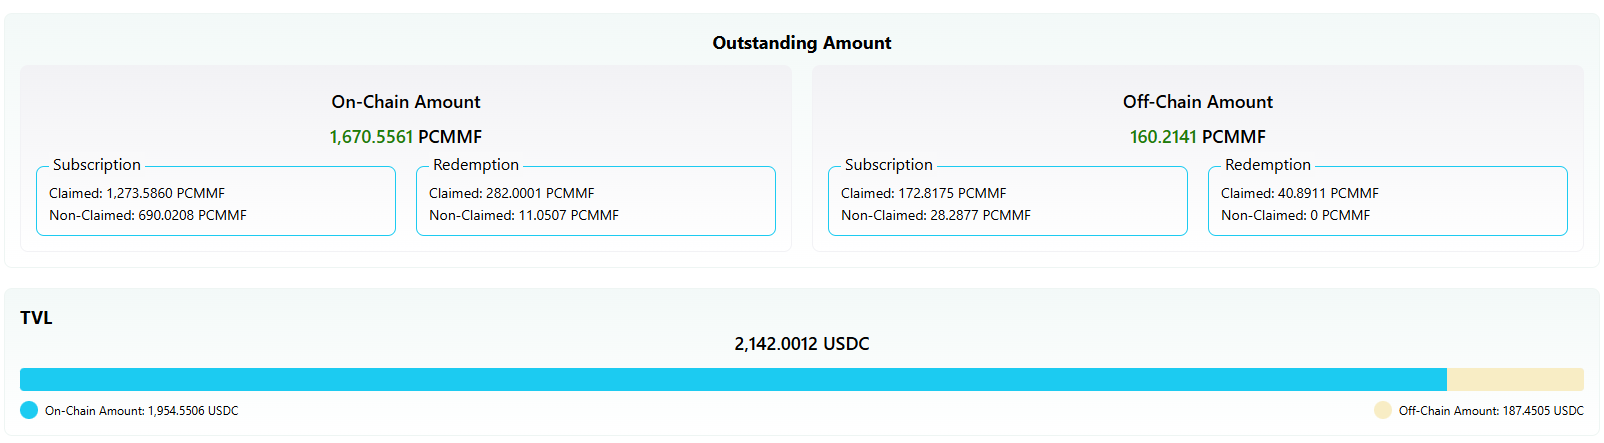 Outstanding Amount
On-Chain Amount
1,670.5561 PCMMF
Subscription
Claimed: 1,273.5860 PCMMF
Non-Claimed: 690.0208 PCMMF
Redemption
Claimed: 282.0001 PCMMF
Non-Claimed: 11.0507 PCMMF
Off-Chain Amount
160.2141 PCMMF
Subscription
Claimed: 172.8175 PCMMF
Non-Claimed: 28.2877 PCMMF
Redemption
Claimed: 40.8911 PCMMF
Non-Claimed: 0 PCMMF
TVL
2,142.0012 USDC
On-Chain Amount: 1,954.5506 USDC
Off-Chain Amount: 187.4505 USDC